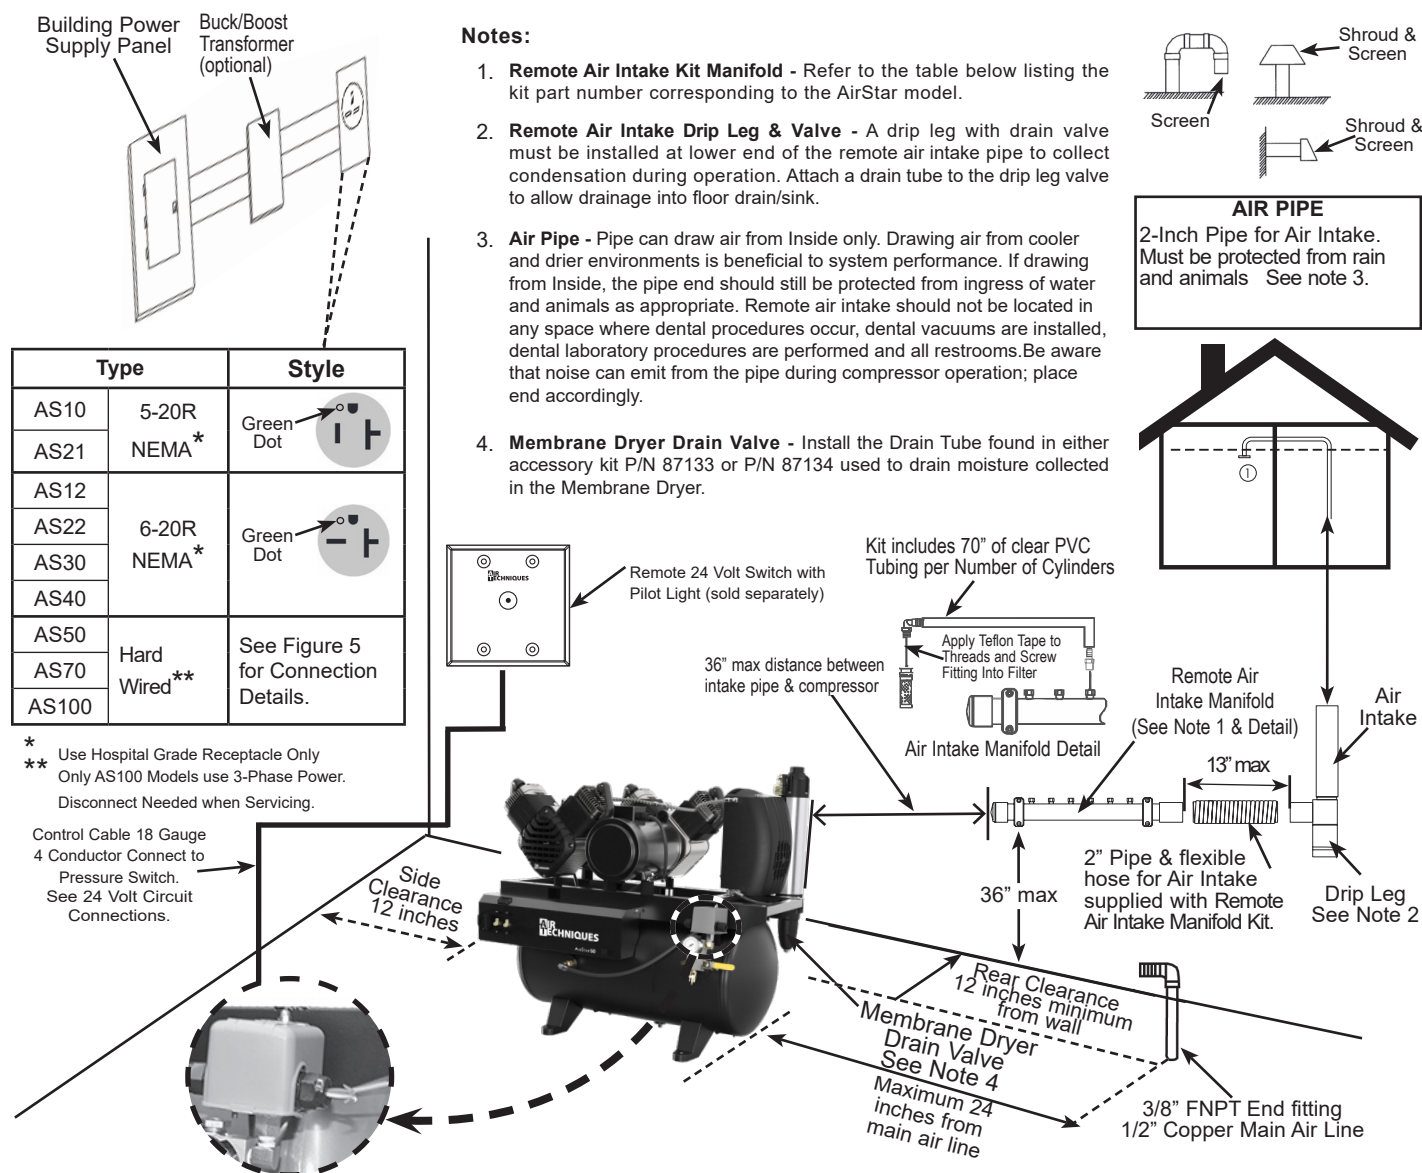 Building Power
Supply Panel
Buck/Boost
Transformer
(optional)
Notes:
1. Remote Air Intake Kit Manifold - Refer to the table below listing the
kit part number corresponding to the AirStar model.
2. Remote Air Intake Drip Leg & Valve - A drip leg with drain valve
must be installed at lower end of the remote air intake pipe to collect
condensation during operation. Attach a drain tube to the drip leg valve
to allow drainage into floor drain/sink.
3. Air Pipe - Pipe can draw air from Inside only. Drawing air from cooler
and drier environments is beneficial to system performance. If drawing
from Inside, the pipe end should still be protected from ingress of water
and animals as appropriate. Remote air intake should not be located in
any space where dental procedures occur, dental vacuums are installed,
dental laboratory procedures are performed and all restrooms.Be aware
that noise can emit from the pipe during compressor operation; place
end accordingly.
4. Membrane Dryer Drain Valve - Install the Drain Tube found in either
accessory kit P/N 87133 or P/N 87134 used to drain moisture collected
in the Membrane Dryer.
Screen
Shroud &
Screen
Shroud &
Screen
AIR PIPE
2-Inch Pipe for Air Intake.
Must be protected from rain
and animals See note 3.
1
Type
Style
AS10
AS21
5-20R
NEMA*
Green
Dot
AS12
AS22
AS30
AS40
6-20R
NEMA*
Green
Dot
AS50
AS70
AS100
Hard
Wired**
See Figure 5
for Connection
Details.
* Use Hospital Grade Receptacle Only
** Only AS100 Models use 3-Phase Power.
Disconnect Needed when Servicing.
Control Cable 18 Gauge
4 Conductor Connect to
Pressure Switch.
See 24 Volt Circuit
Connections.
AIR
TECHNIQUES
Remote 24 Volt Switch with
Pilot Light (sold separately)
Kit includes 70” of clear PVC
Tubing per Number of Cylinders
Apply Teflon Tape to
Threads and Screw
Fitting Into Filter
Air Intake Manifold Detail
36” max distance between
intake pipe & compressor
Remote Air
Intake Manifold
(See Note 1 & Detail)
Air
Intake
13” max
36” max
2” Pipe & flexible
hose for Air Intake
supplied with Remote
Air Intake Manifold Kit.
Drip Leg
See Note 2
Side
Clearance
12 inches
AIR
TECHNIQUES
AirStar50
Rear Clearance
12 inches minimum
from wall
Membrane Dryer
Drain Valve
See Note 4
Maximum 24
inches from
main air line
3/8” FNPT End fitting
1/2” Copper Main Air Line